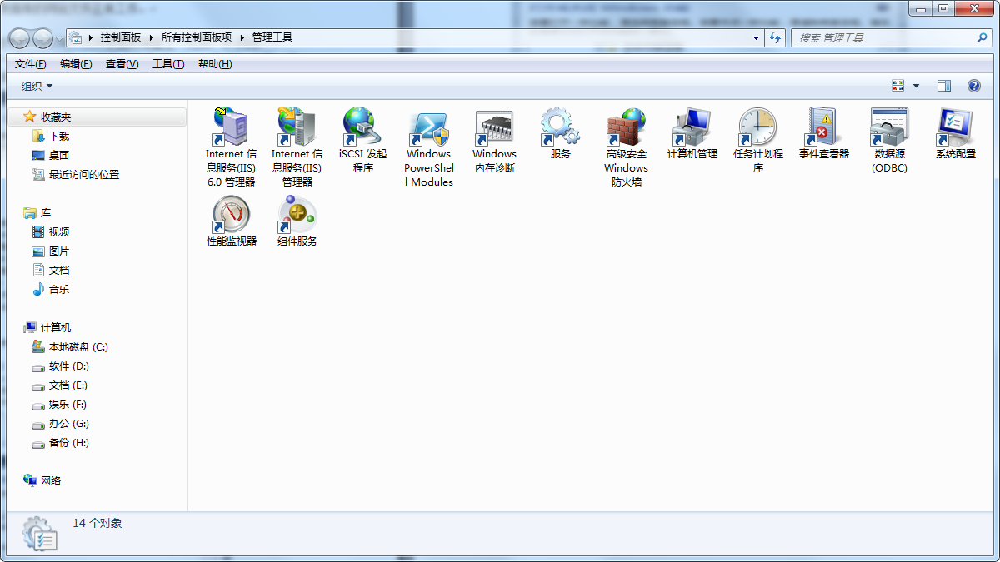 控制面板 所有控制面板项 管理工具
搜索 管理工具
文件(F) 编辑(E) 查看(V) 工具(T) 帮助(H)
组织
收藏夹
下载
桌面
最近访问的位置
库
视频
图片
文档
音乐
计算机
本地磁盘 (C:)
软件 (D:)
文档 (E:)
娱乐 (F:)
办公 (G:)
备份 (H:)
网络
Internet 信
息服务(IIS)
6.0 管理器
Internet 信
息服务(IIS)
管理器
iSCSI 发起
程序
Windows
PowerShel
l Modules
Windows
内存诊断
服务
高级安全
Windows
防火墙
计算机管理
任务计划程
序
事件查看器
数据源
(ODBC)
系统配置
性能监视器
组件服务
14 个对象